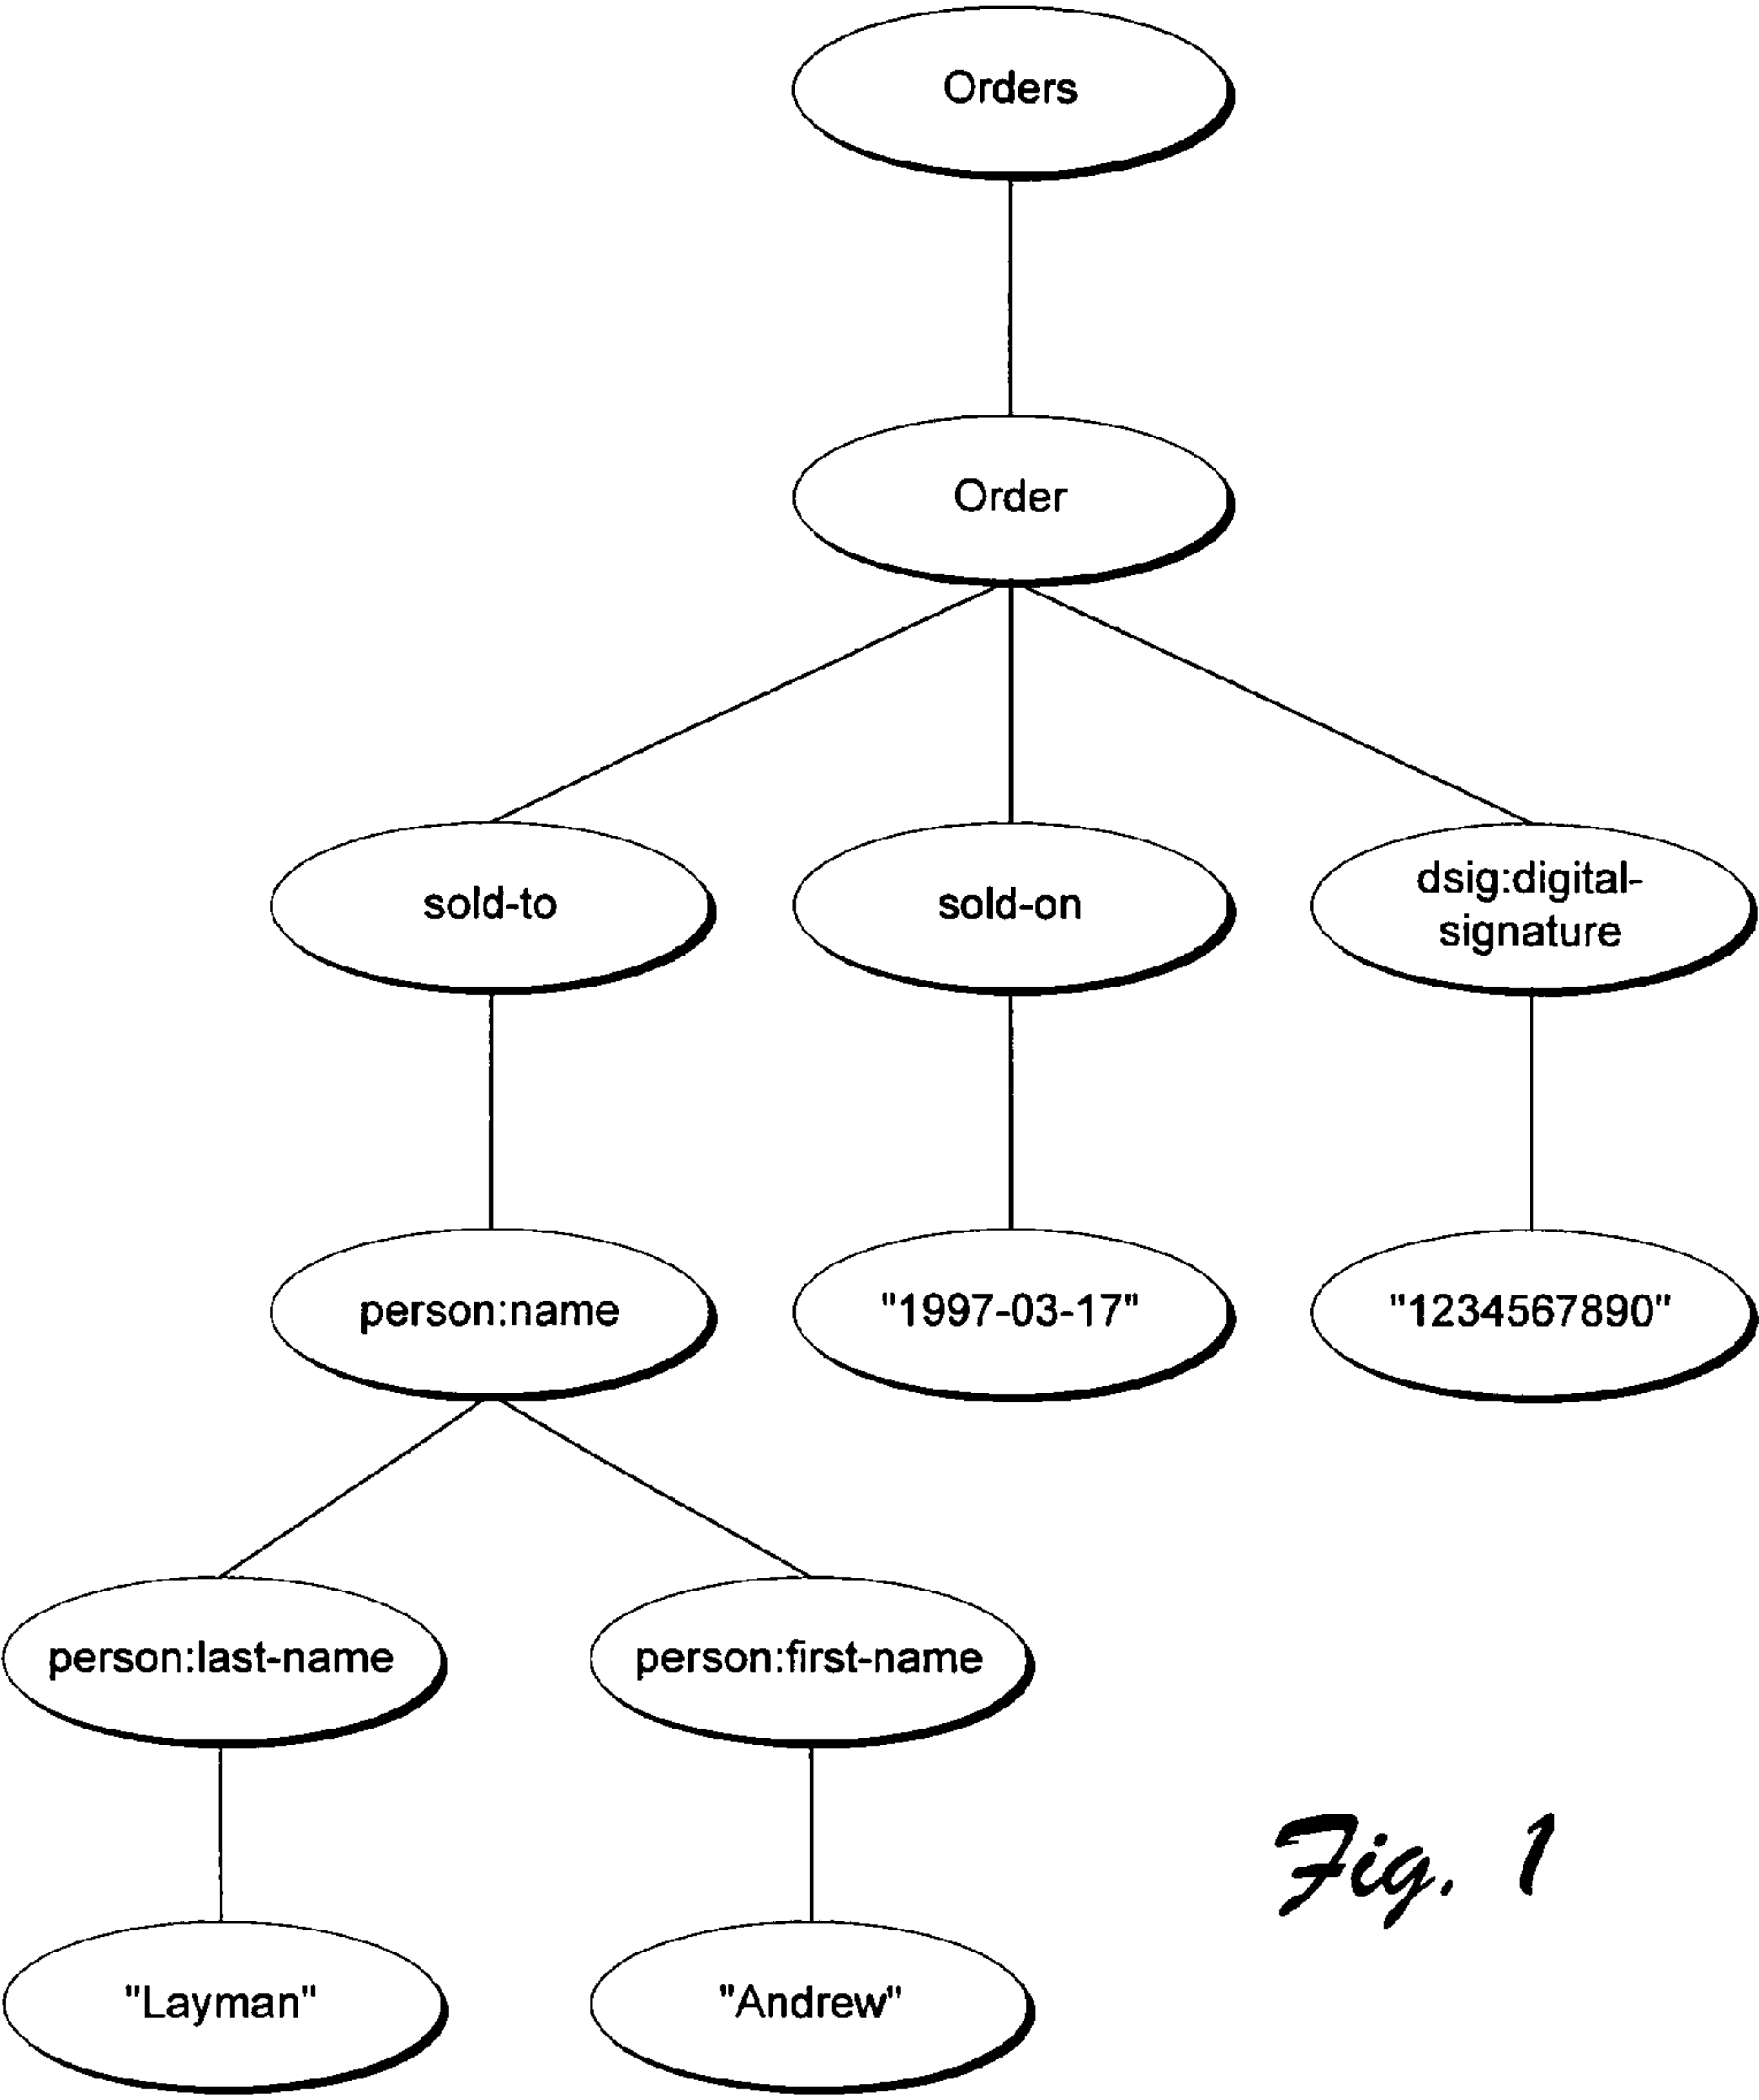 Orders
Order
sold-to
sold-on
dsig:digital-
signature
person:name
"1997-03-17"
"1234567890"
person:last-name
person:first-name
"Layman"
"Andrew"
Fig. 1